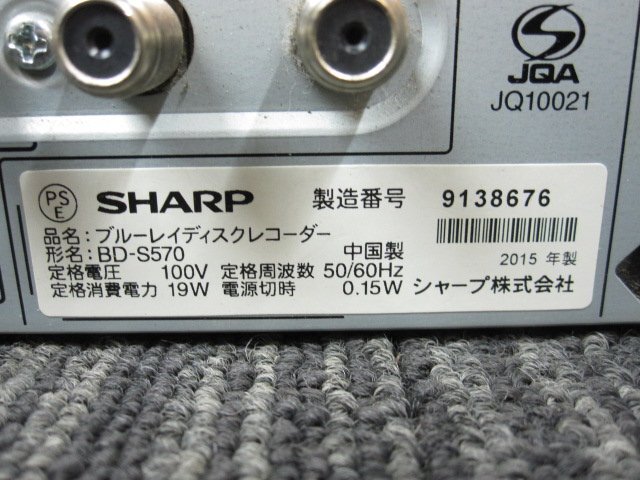 JQA
JQ10021
PS E SHARP 製造番号 9138676
品名:ブルーレイディスクレコーダー
形名:BD-S570 中国製 2015 年製
定格電圧 100V 定格周波数 50/60Hz
定格消費電力 19W 電源切時 0.15W シャープ株式会社